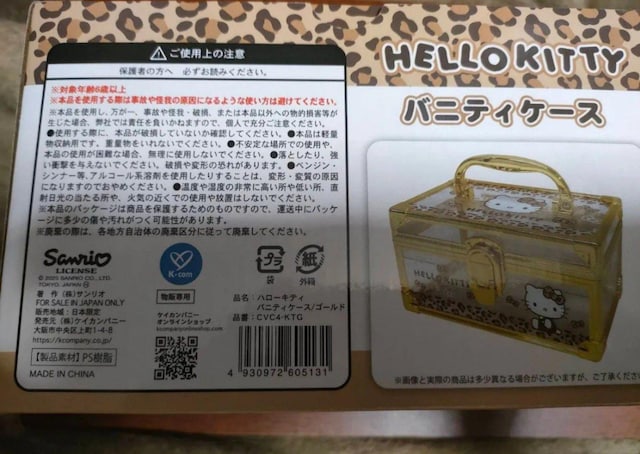 ⚠ご使用上の注意
保護者の方へ 必ずお読みください。
※対象年齢6歳以上
※本品を使用する際は事故や怪我の原因になるような使い方は避けてください。
※本品を使用し、万が一、事故や怪我・破損、または本品以外への物的損害等が
生じた場合、弊社では責任を負いかねますので、個人で充分ご注意ください。
●使用する際に、本品が破損していないか確認してください。●本品は軽量
物収納用です。重量物をいれないでください。●不安定な場所での使用や、
本品の使用が困難な場合、無理に使用しないでください。●落としたり、強
い衝撃を与えないでください。破損や変形の恐れがあります。●ベンジン・
シンナー等、アルコール系溶剤を使用したりすることは、変形・変質の原因
になりますのでおやめください。●温度や湿度の非常に高い所や低い所、直
射日光の当たる所や、火気の近くでの使用や放置はしないでください。
※本品のパッケージは商品を保護するためのものですので、運送中にパッケー
ジに多少の傷や汚れがつく可能性があります。
※廃棄の際は、各地方自治体の廃棄区分に従って廃棄してください。
Sanrio
LICENSE
© 2025 SANRIO CO., LTD.
TOKYO, JAPAN
著作(株)サンリオ
FOR SALE IN JAPAN ONLY
販売地域:日本限定
発売元(株)ケイカンパニー
大阪市中央区上町1-4-8
https://kcompany.co.jp
【製品素材】PS樹脂
MADE IN CHINA
K-com
物販専用
ケイカンパニー
オンラインショップ
kcompanyonlineshop.com
プラ
袋
紙
外箱
品名:ハローキティ
バニティケース/ゴールド
品番:CVC4-KTG
4 930972 605131
HELLO KITTY
バニティケース
HELLO KITTY
※画像と実際の商品は多少異なる場合がございますが、ご了承くださ